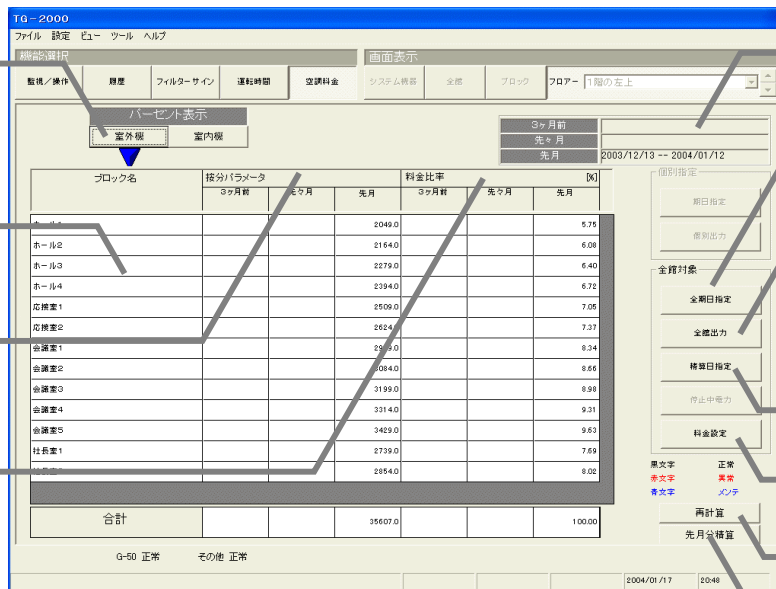 TG-2000
ファイル 設定 ビュー ツール ヘルプ
機能選択
画面表示
監視／操作 履歴 フィルターサイン 運転時間 空調料金 システム機器 全館 ブロック フロアー 1階の左上
パーセント表示
室外機 室内機
3ヶ月前
先々月
先月 2003/12/13 -- 2004/01/12
ブロック名 按分パラメータ 料金比率 [%]
3ヶ月前 先々月 先月 3ヶ月前 先々月 先月
2049.0 5.75
ホール2 2164.0 6.08
ホール3 2279.0 6.40
ホール4 2394.0 6.72
応接室1 2509.0 7.05
応接室2 2624.0 7.37
会議室1 8.34
会議室2 3084.0 8.66
会議室3 3199.0 8.98
会議室4 3314.0 9.31
会議室5 3429.0 9.63
社長室1 2739.0 7.69
2854.0 8.02
合計 35607.0 100.00
個別指定
期日指定
個別出力
全館対象
全期日指定
全館出力
精算日指定
停止中電力
料金設定
黒文字 正常
赤文字 異常
青文字 メンテ
再計算
先月分積算
G-50 正常 その他 正常
2004/01/17 20:48